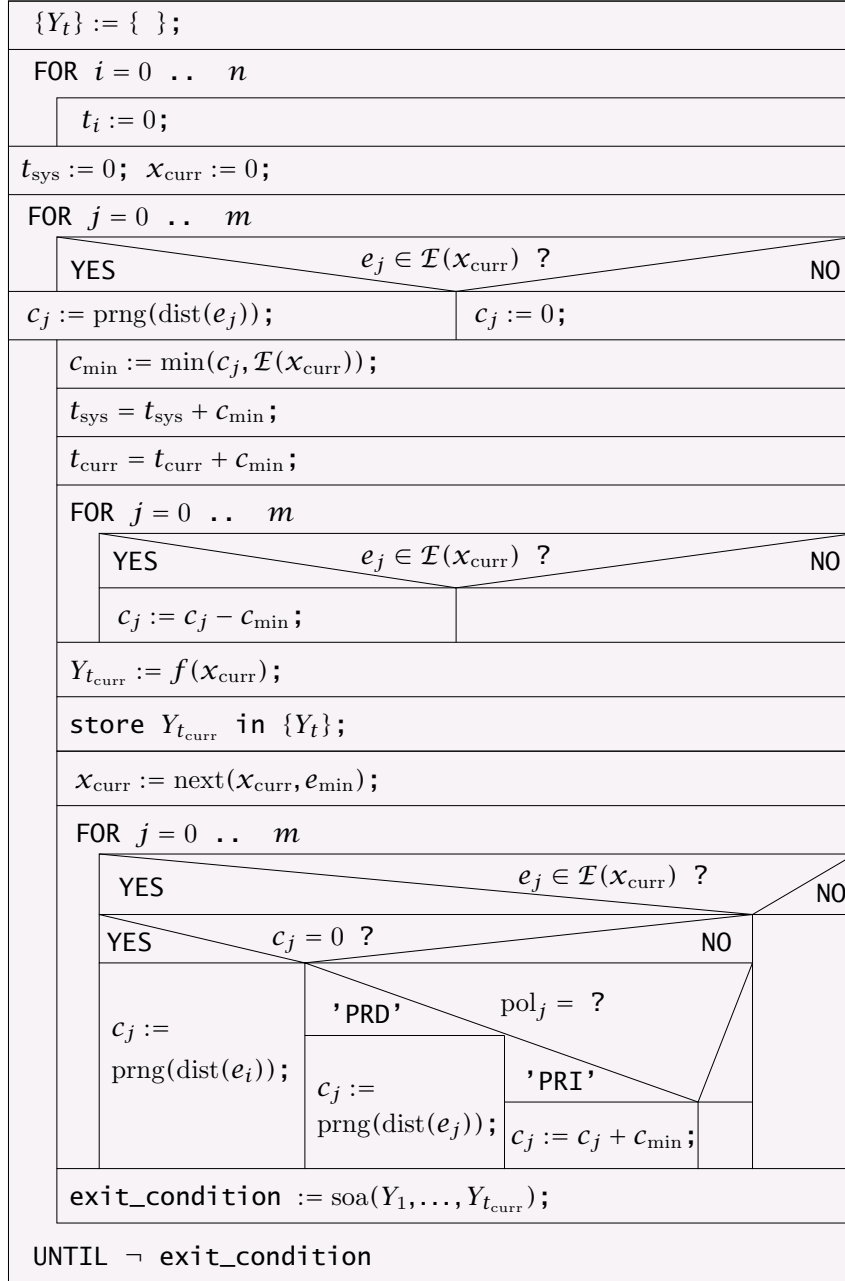 {Y_t} := { };
FOR i = 0 .. n
t_i := 0;
t_sys := 0; x_curr := 0;
FOR j = 0 .. m
e_j ∈ ℰ(x_curr) ?
YES NO
c_j := prng(dist(e_j)); c_j := 0;
c_min := min(c_j, ℰ(x_curr));
t_sys = t_sys + c_min;
t_curr = t_curr + c_min;
FOR j = 0 .. m
YES e_j ∈ ℰ(x_curr) ? NO
c_j := c_j − c_min;
Y_{t_curr} := f(x_curr);
store Y_{t_curr} in {Y_t};
x_curr := next(x_curr, e_min);
FOR j = 0 .. m
YES e_j ∈ ℰ(x_curr) ? NO
YES c_j = 0 ? NO
'PRD' pol_j = ?
c_j :=
prng(dist(e_i));
'PRI'
c_j :=
prng(dist(e_j));
c_j := c_j + c_min;
exit_condition := soa(Y_1,...,Y_{t_curr});
UNTIL ¬ exit_condition